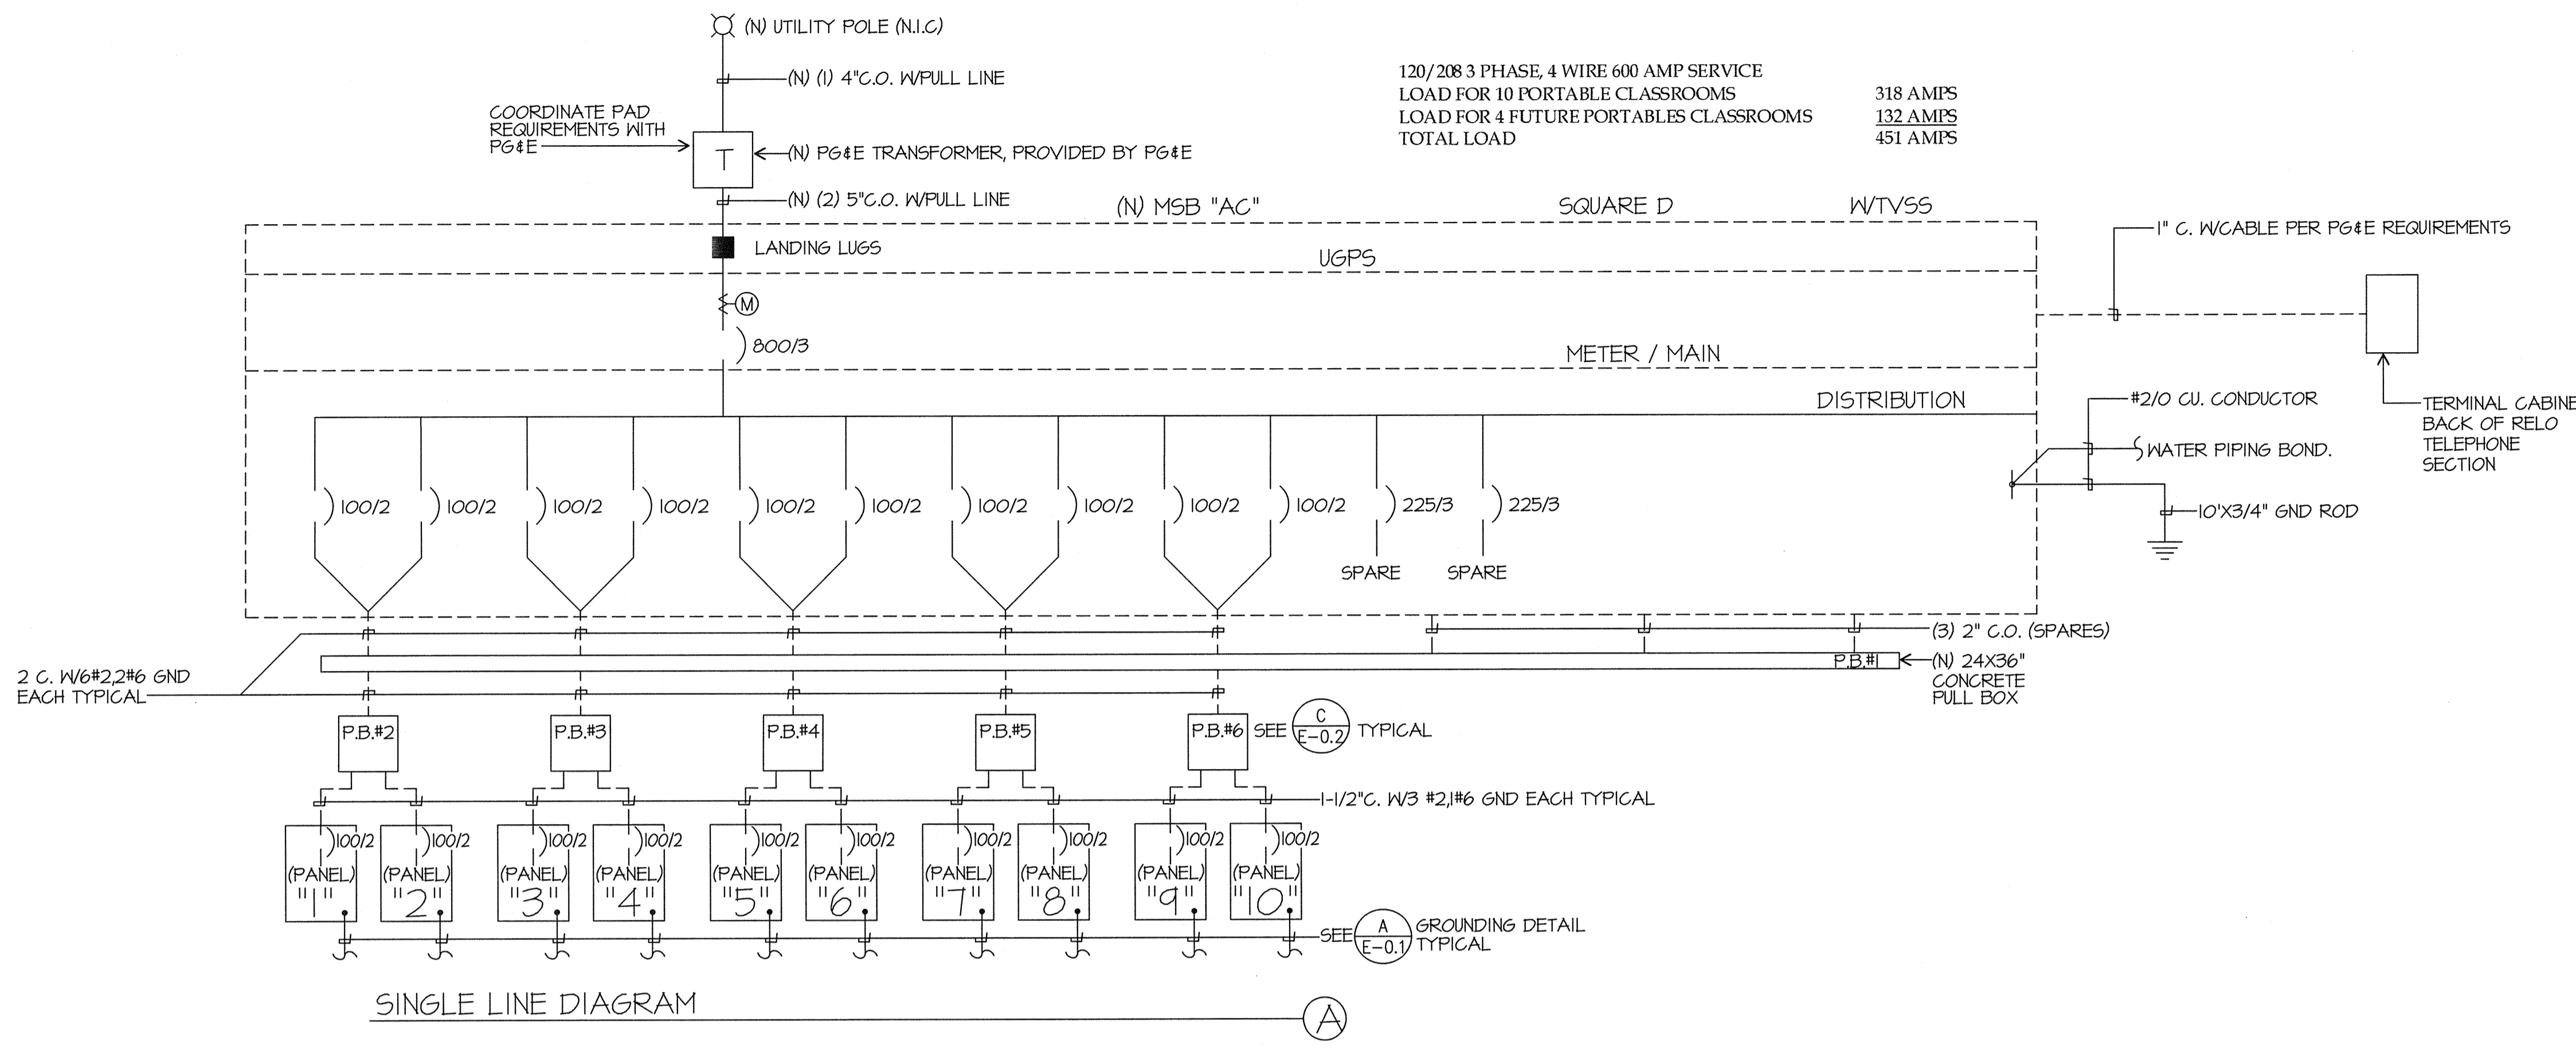 (N) UTILITY POLE (N.I.C)
(N) (1) 4"C.O. W/PULL LINE
COORDINATE PAD
REQUIREMENTS WITH
PG&E
T
(N) PG&E TRANSFORMER, PROVIDED BY PG&E
(N) (2) 5"C.O. W/PULL LINE
120/208 3 PHASE, 4 WIRE 600 AMP SERVICE
LOAD FOR 10 PORTABLE CLASSROOMS 318 AMPS
LOAD FOR 4 FUTURE PORTABLES CLASSROOMS 132 AMPS
TOTAL LOAD 451 AMPS
(N) MSB "AC" SQUARE D W/TVSS
LANDING LUGS
UGPS
M
800/3
METER / MAIN
DISTRIBUTION
1" C. W/CABLE PER PG&E REQUIREMENTS
#2/0 CU. CONDUCTOR
WATER PIPING BOND.
10'X3/4" GND ROD
TERMINAL CABINE
BACK OF RELO
TELEPHONE
SECTION
100/2 100/2 100/2 100/2 100/2 100/2 100/2 100/2 100/2 100/2 225/3 225/3
SPARE SPARE
(3) 2" C.O. (SPARES)
P.B.#1
(N) 24X36"
CONCRETE
PULL BOX
2 C. W/6#2,2#6 GND
EACH TYPICAL
P.B.#2 P.B.#3 P.B.#4 P.B.#5 P.B.#6
SEE C E-0.2 TYPICAL
1-1/2"C. W/3 #2,1#6 GND EACH TYPICAL
100/2 100/2 100/2 100/2 100/2 100/2 100/2 100/2 100/2 100/2
(PANEL) (PANEL) (PANEL) (PANEL) (PANEL) (PANEL) (PANEL) (PANEL) (PANEL) (PANEL)
"1" "2" "3" "4" "5" "6" "7" "8" "9" "10"
SEE A E-0.1 GROUNDING DETAIL
TYPICAL
SINGLE LINE DIAGRAM A